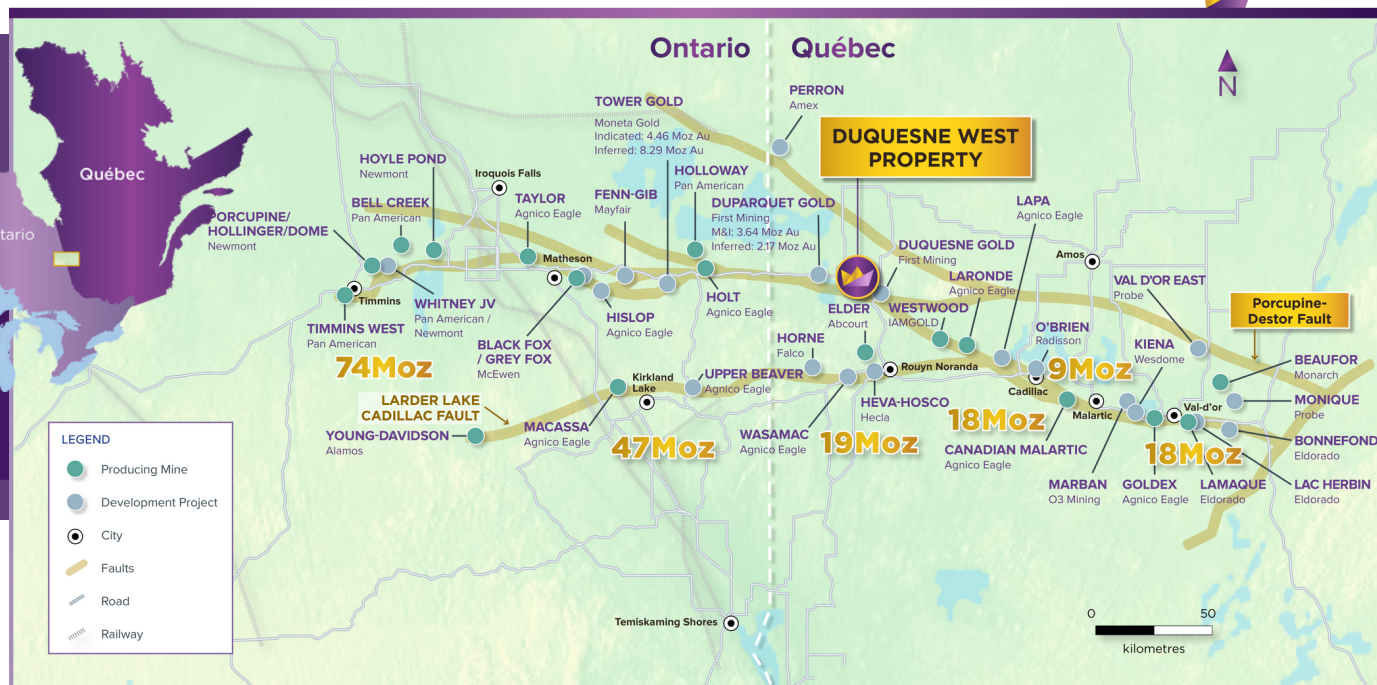 Ontario
Québec
N
Québec
tario
PERRON
Amex
TOWER GOLD
Moneta Gold
Indicated: 4.46 Moz Au
Inferred: 8.29 Moz Au
DUQUESNE WEST
PROPERTY
HOYLE POND
Newmont
Iroquois Falls
HOLLOWAY
Pan American
BELL CREEK
Pan American
TAYLOR
Agnico Eagle
FENN-GIB
Mayfair
DUPARQUET GOLD
First Mining
M&I: 3.64 Moz Au
Inferred: 2.17 Moz Au
LAPA
Agnico Eagle
PORCUPINE/
HOLLINGER/DOME
Newmont
DUQUESNE GOLD
First Mining
Amos
Matheson
LARONDE
Agnico Eagle
VAL D'OR EAST
Probe
Timmins
WHITNEY JV
Pan American /
Newmont
HISLOP
Agnico Eagle
HOLT
Agnico Eagle
ELDER
Abcourt
WESTWOOD
IAMGOLD
Porcupine-
Destor Fault
TIMMINS WEST
Pan American
BLACK FOX
/ GREY FOX
McEwen
HORNE
Falco
O'BRIEN
Radisson
KIENA
Wesdome
BEAUFOR
Monarch
74Moz
Rouyn Noranda
9Moz
Kirkland
Lake
UPPER BEAVER
Agnico Eagle
Cadillac
LARDER LAKE
CADILLAC FAULT
HEVA-HOSCO
Hecla
Malartic
Val-d'or
MONIQUE
Probe
YOUNG-DAVIDSON
Alamos
MACASSA
Agnico Eagle
47Moz
WASAMAC
Agnico Eagle
19Moz
18Moz
CANADIAN MALARTIC
Agnico Eagle
18Moz
BONNEFOND
Eldorado
MARBAN
O3 Mining
GOLDEX
Agnico Eagle
LAMAQUE
Eldorado
LAC HERBIN
Eldorado
LEGEND
Producing Mine
Development Project
City
Faults
Road
Railway
Temiskaming Shores
0
50
kilometres